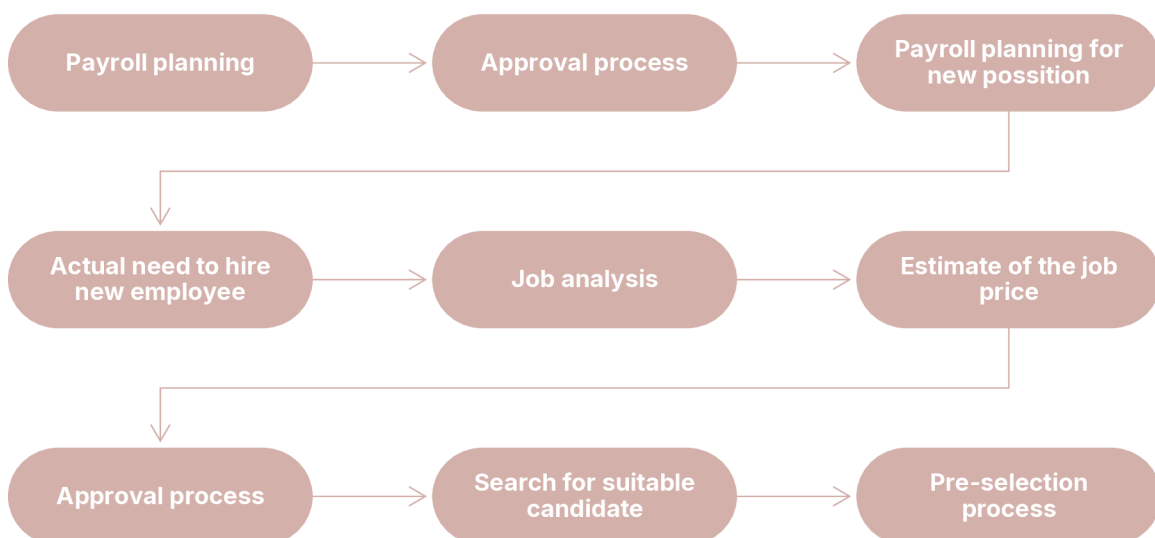 Payroll planning
Approval process
Payroll planning for
new possition
Actual need to hire
new employee
Job analysis
Estimate of the job
price
Approval process
Search for suitable
candidate
Pre-selection
process